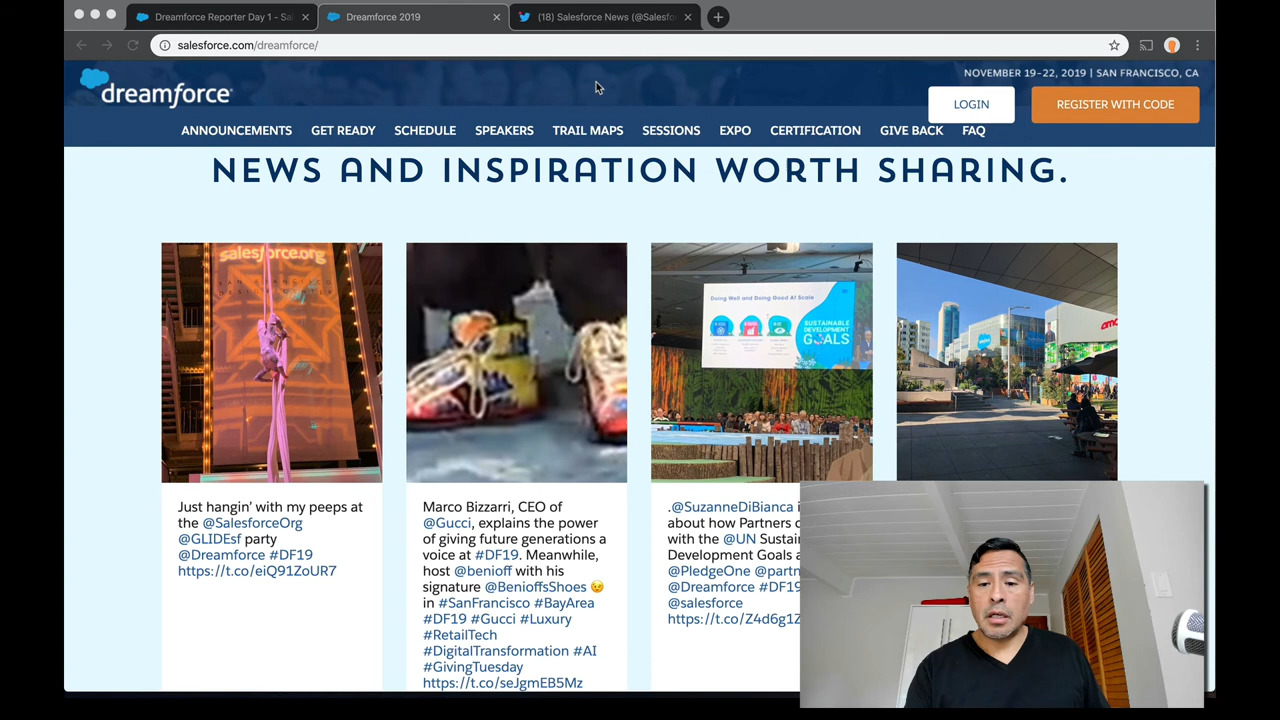 Dreamforce Reporter Day 1 - Sal
Dreamforce 2019
(18) Salesforce News (@Salesfo
salesforce.com/dreamforce/
dreamforce
NOVEMBER 19-22, 2019 | SAN FRANCISCO, CA
LOGIN
REGISTER WITH CODE
ANNOUNCEMENTS GET READY SCHEDULE SPEAKERS TRAIL MAPS SESSIONS EXPO CERTIFICATION GIVE BACK FAQ
NEWS AND INSPIRATION WORTH SHARING.
salesforce.org
Just hangin’ with my peeps at
the @SalesforceOrg
@GLIDEsf party
@Dreamforce #DF19
https://t.co/eiQ91ZoUR7
Marco Bizzarri, CEO of
@Gucci, explains the power
of giving future generations a
voice at #DF19. Meanwhile,
host @benioff with his
signature @BenioffsShoes 😉
in #SanFrancisco #BayArea
#DF19 #Gucci #Luxury
#RetailTech
#DigitalTransformation #AI
#GivingTuesday
https://t.co/seJgmEB5Mz
Doing Well and Doing Good At Scale
SUSTAINABLE
DEVELOPMENT
GOALS
.@SuzanneDiBianca i
about how Partners c
with the @UN Sustai
Development Goals a
@PledgeOne @partn
@Dreamforce #DF19
@salesforce
https://t.co/Z4d6g1Z